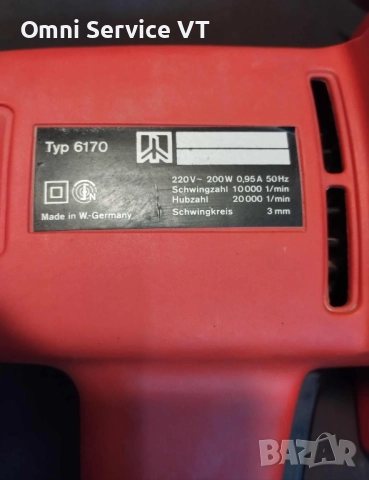 Omni Service VT
Typ 6170
220V~ 200W 0,95A 50Hz
Schwingzahl 10000 1/min
Hubzahl 20000 1/min
Schwingkreis 3 mm
Made in W.-Germany
BAZAR